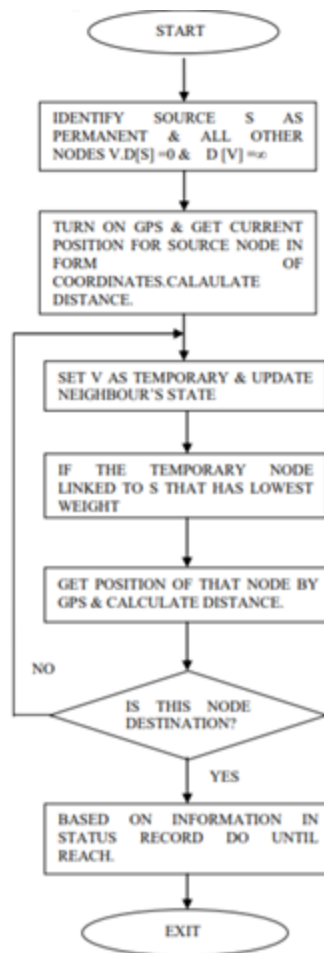 START
IDENTIFY SOURCE S AS
PERMANENT & ALL OTHER
NODES V.D[S] =0 & D [V] =∞
TURN ON GPS & GET CURRENT
POSITION FOR SOURCE NODE IN
FORM OF
COORDINATES.CALAULATE
DISTANCE.
SET V AS TEMPORARY & UPDATE
NEIGHBOUR'S STATE
IF THE TEMPORARY NODE
LINKED TO S THAT HAS LOWEST
WEIGHT
GET POSITION OF THAT NODE BY
GPS & CALCULATE DISTANCE.
NO
IS THIS NODE
DESTINATION?
YES
BASED ON INFORMATION IN
STATUS RECORD DO UNTIL
REACH.
EXIT